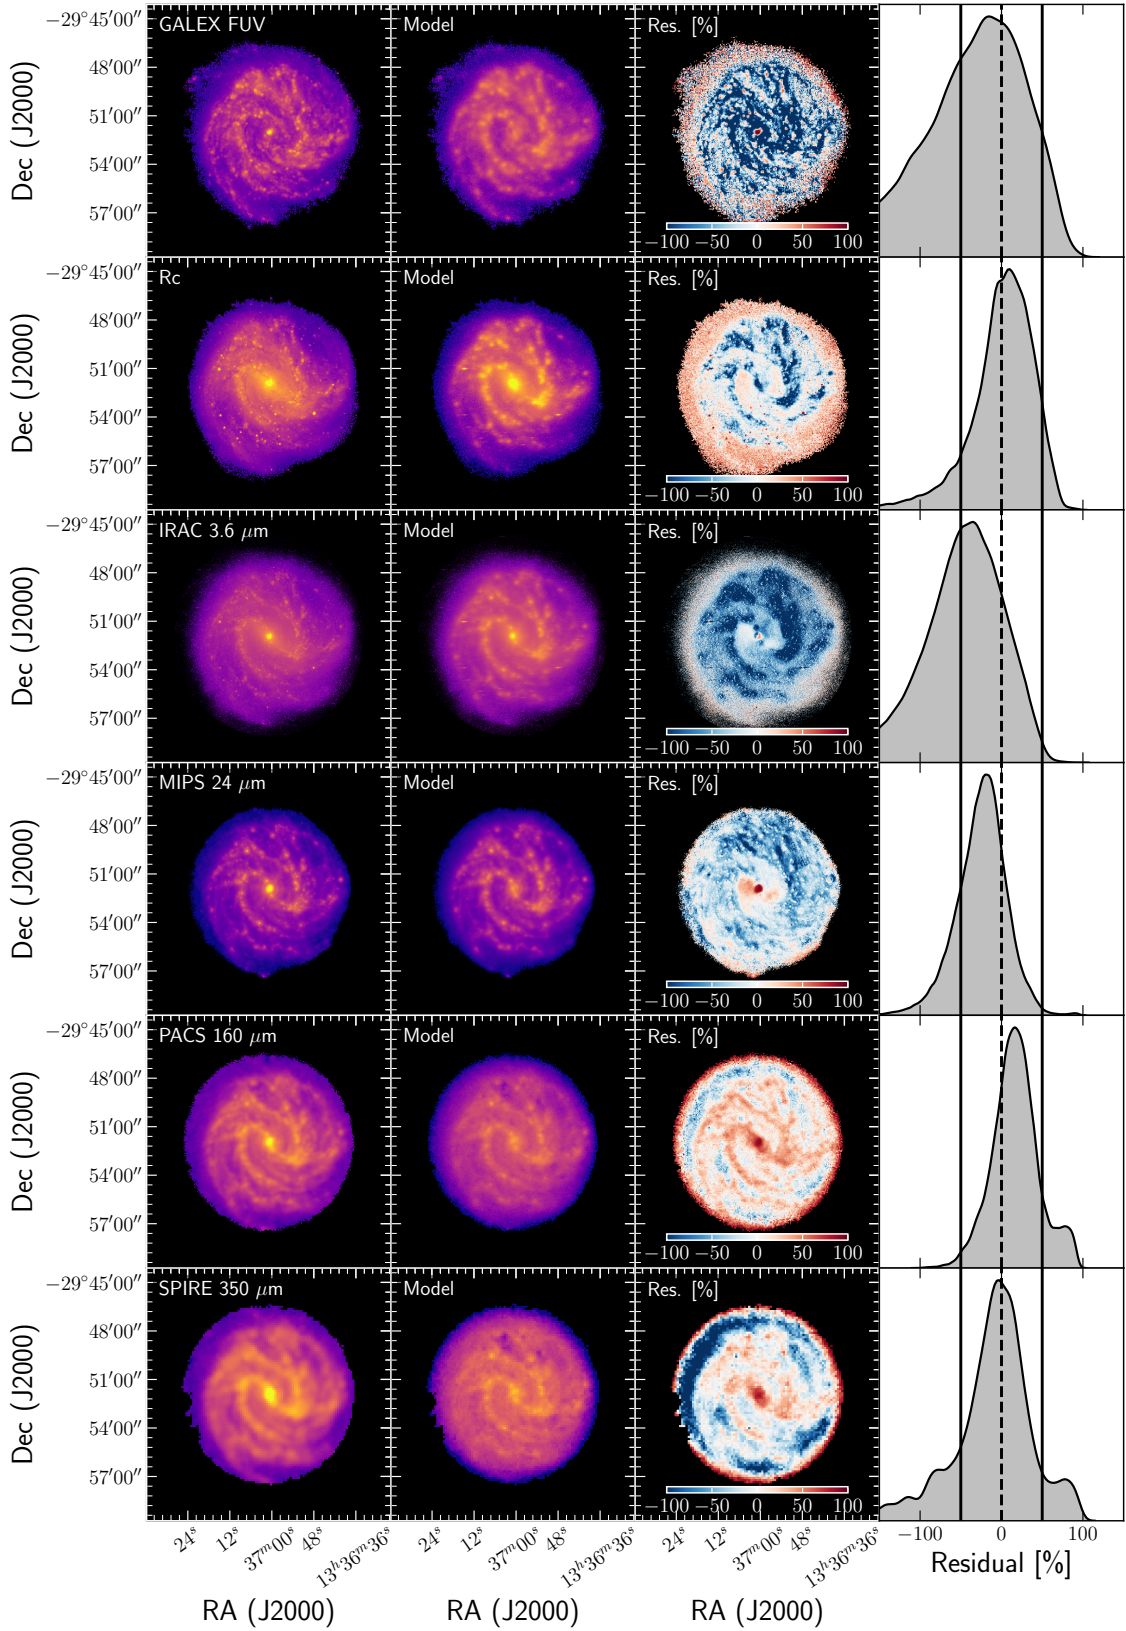 GALEX FUV Model Res. [%]
−29°45′00″
48′00″
51′00″
54′00″
57′00″
Dec (J2000)
−100 −50 0 50 100
Rc Model Res. [%]
−29°45′00″
48′00″
51′00″
54′00″
57′00″
Dec (J2000)
−100 −50 0 50 100
IRAC 3.6 μm Model Res. [%]
−29°45′00″
48′00″
51′00″
54′00″
57′00″
Dec (J2000)
−100 −50 0 50 100
MIPS 24 μm Model Res. [%]
−29°45′00″
48′00″
51′00″
54′00″
57′00″
Dec (J2000)
−100 −50 0 50 100
PACS 160 μm Model Res. [%]
−29°45′00″
48′00″
51′00″
54′00″
57′00″
Dec (J2000)
−100 −50 0 50 100
SPIRE 350 μm Model Res. [%]
−29°45′00″
48′00″
51′00″
54′00″
57′00″
Dec (J2000)
−100 −50 0 50 100
24ˢ 12ˢ 37ᵐ00ˢ 48ˢ 13ʰ36ᵐ36ˢ
24ˢ 12ˢ 37ᵐ00ˢ 48ˢ 13ʰ36ᵐ36ˢ
24ˢ 12ˢ 37ᵐ00ˢ 48ˢ 13ʰ36ᵐ36ˢ
−100 0 100
RA (J2000) RA (J2000) RA (J2000) Residual [%]